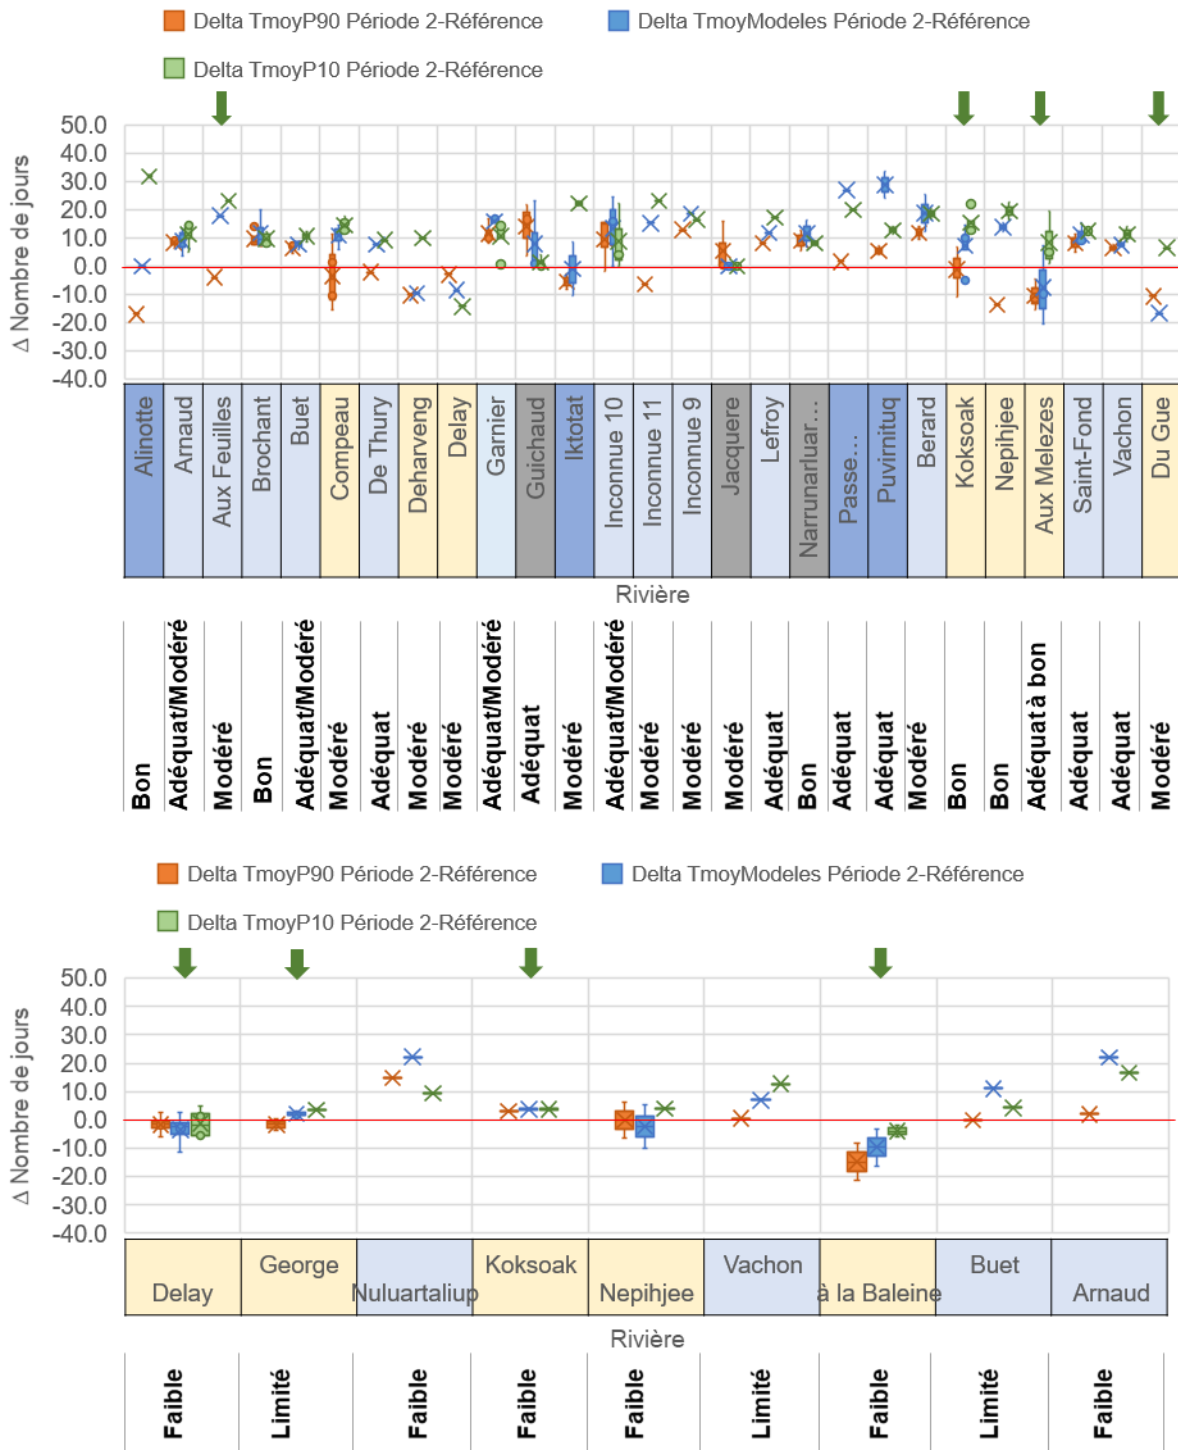 Delta TmoyP90 Période 2-Référence
Delta TmoyModeles Période 2-Référence
Delta TmoyP10 Période 2-Référence
Δ Nombre de jours
50.0
40.0
30.0
20.0
10.0
0.0
-10.0
-20.0
-30.0
-40.0
Alinotte
Arnaud
Aux Feuilles
Brochant
Buet
Compeau
De Thury
Deharveng
Delay
Garnier
Guichaud
Iktotat
Inconnue 10
Inconnue 11
Inconnue 9
Jacquere
Lefroy
Narrunarluar...
Passe...
Puvirnituq
Berard
Koksoak
Nepihjee
Aux Melezes
Saint-Fond
Vachon
Du Gue
Rivière
Bon
Adéquat/Modéré
Modéré
Bon
Adéquat/Modéré
Modéré
Adéquat
Modéré
Modéré
Adéquat/Modéré
Adéquat
Modéré
Adéquat/Modéré
Modéré
Modéré
Modéré
Adéquat
Bon
Adéquat
Adéquat
Modéré
Bon
Bon
Adéquat à bon
Adéquat
Adéquat
Modéré
Delta TmoyP90 Période 2-Référence
Delta TmoyModeles Période 2-Référence
Delta TmoyP10 Période 2-Référence
Δ Nombre de jours
50.0
40.0
30.0
20.0
10.0
0.0
-10.0
-20.0
-30.0
-40.0
Delay
George
Nuluartaliup
Koksoak
Nepihjee
Vachon
à la Baleine
Buet
Arnaud
Rivière
Faible
Limité
Faible
Faible
Faible
Limité
Faible
Limité
Faible